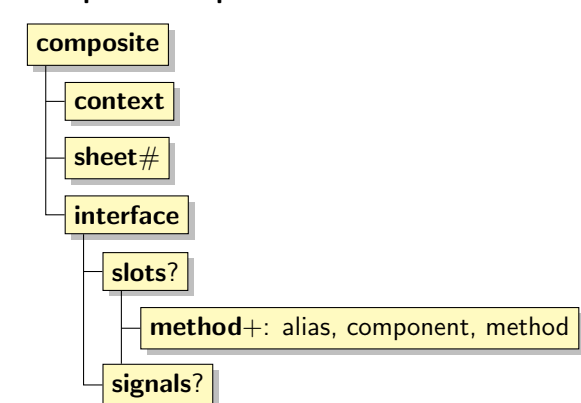 composite
context
sheet#
interface
slots?
method+: alias, component, method
signals?